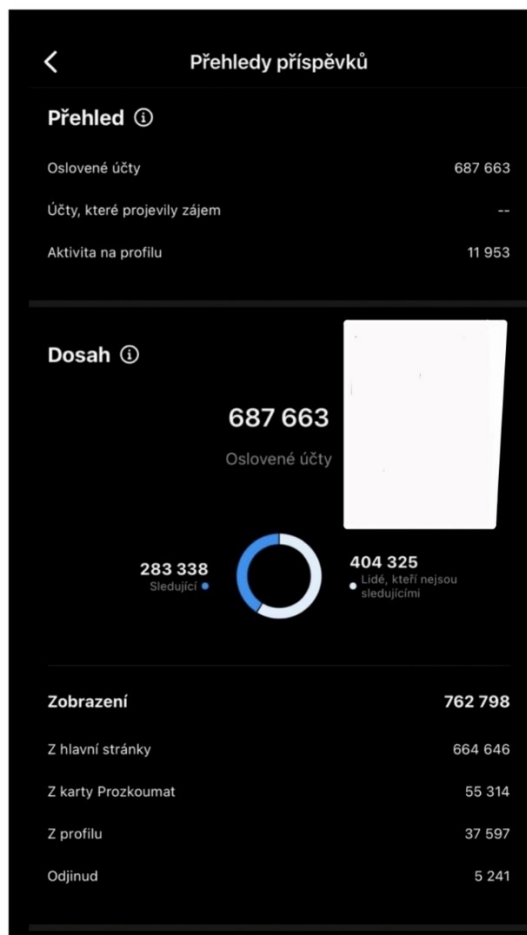 Přehledy příspěvků
Přehled
Oslovené účty 687 663
Účty, které projevily zájem --
Aktivita na profilu 11 953
Dosah
687 663
Oslovené účty
283 338
Sledující
404 325
Lidé, kteří nejsou
sledujícími
Zobrazení 762 798
Z hlavní stránky 664 646
Z karty Prozkoumat 55 314
Z profilu 37 597
Odjinud 5 241